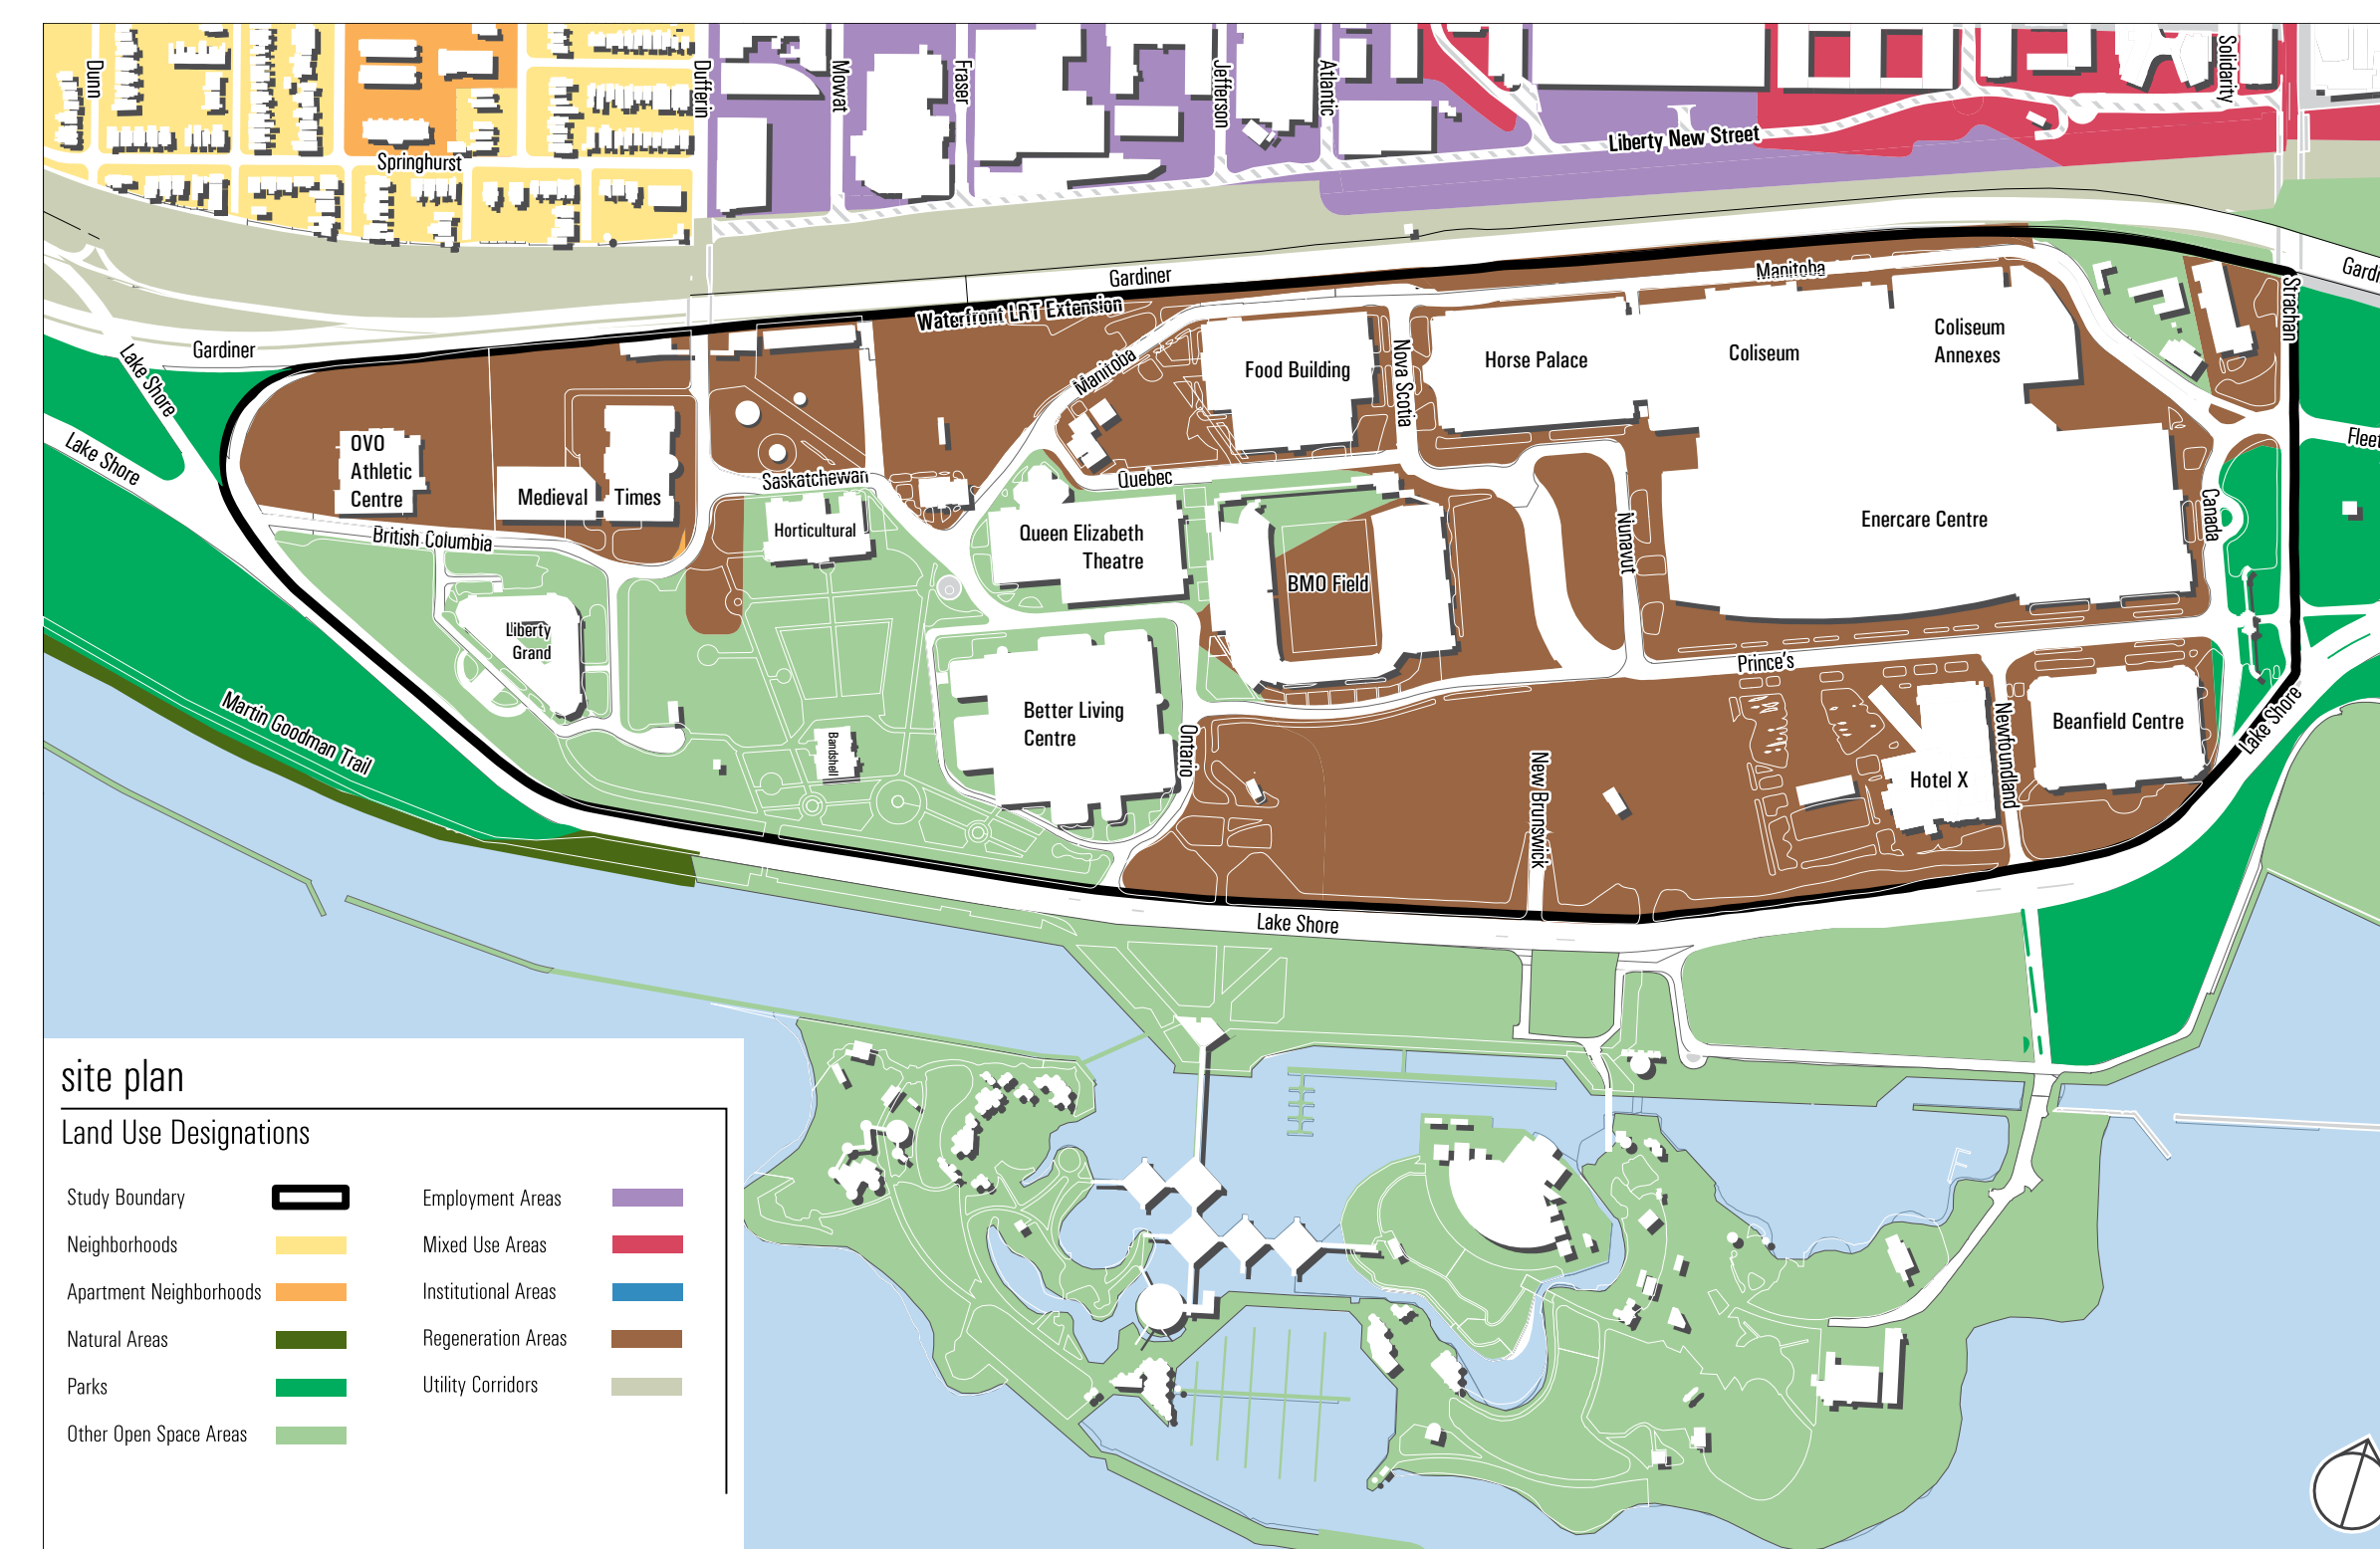 Dunn
Springhurst
Dufferin
Mowat
Fraser
Jefferson
Atlantic
Liberty New Street
Solidarity
Gardiner
Waterfront LRT Extension
Manitoba
Gardi
Strachan
Gardiner
Lake Shore
Lake Shore
Manitoba
Food Building
Nova Scotia
Horse Palace
Coliseum
Coliseum
Annexes
Fleet
OVO
Athletic
Centre
Medieval
Times
Saskatchewan
Quebec
British Columbia
Horticultural
Queen Elizabeth
Theatre
BMO Field
Nunavut
Enercare Centre
Canada
Liberty
Grand
Martin Goodman Trail
Bandshell
Better Living
Centre
Ontario
Prince's
New Brunswick
Hotel X
Newfoundland
Beanfield Centre
Lake Shore
Lake Shore
site plan
Land Use Designations
Study Boundary
Neighborhoods
Apartment Neighborhoods
Natural Areas
Parks
Other Open Space Areas
Employment Areas
Mixed Use Areas
Institutional Areas
Regeneration Areas
Utility Corridors